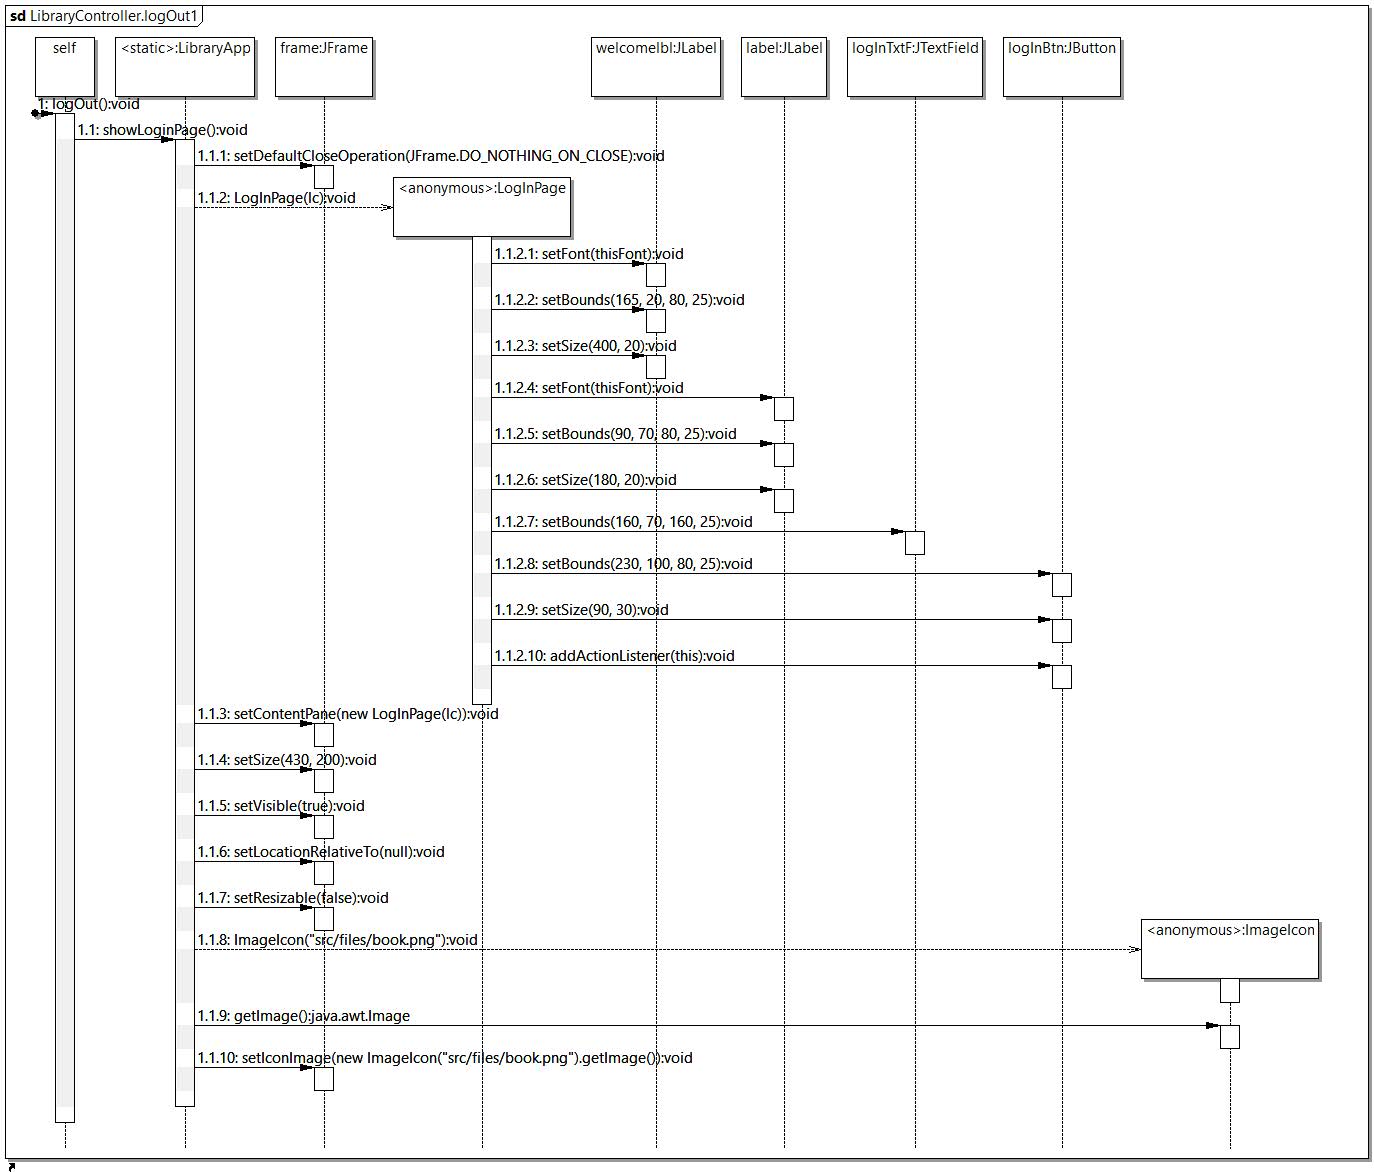 sd LibraryController.logOut1
self
<static>:LibraryApp
frame:JFrame
welcomelbl:JLabel
label:JLabel
logInTxtF:JTextField
logInBtn:JButton
1: logOut():void
1.1: showLoginPage():void
1.1.1: setDefaultCloseOperation(JFrame.DO_NOTHING_ON_CLOSE):void
<anonymous>:LogInPage
1.1.2: LogInPage(lc):void
1.1.2.1: setFont(thisFont):void
1.1.2.2: setBounds(165, 20, 80, 25):void
1.1.2.3: setSize(400, 20):void
1.1.2.4: setFont(thisFont):void
1.1.2.5: setBounds(90, 70, 80, 25):void
1.1.2.6: setSize(180, 20):void
1.1.2.7: setBounds(160, 70, 160, 25):void
1.1.2.8: setBounds(230, 100, 80, 25):void
1.1.2.9: setSize(90, 30):void
1.1.2.10: addActionListener(this):void
1.1.3: setContentPane(new LogInPage(lc)):void
1.1.4: setSize(430, 200):void
1.1.5: setVisible(true):void
1.1.6: setLocationRelativeTo(null):void
1.1.7: setResizable(false):void
<anonymous>:ImageIcon
1.1.8: ImageIcon("src/files/book.png"):void
1.1.9: getImage():java.awt.Image
1.1.10: setIconImage(new ImageIcon("src/files/book.png").getImage()):void